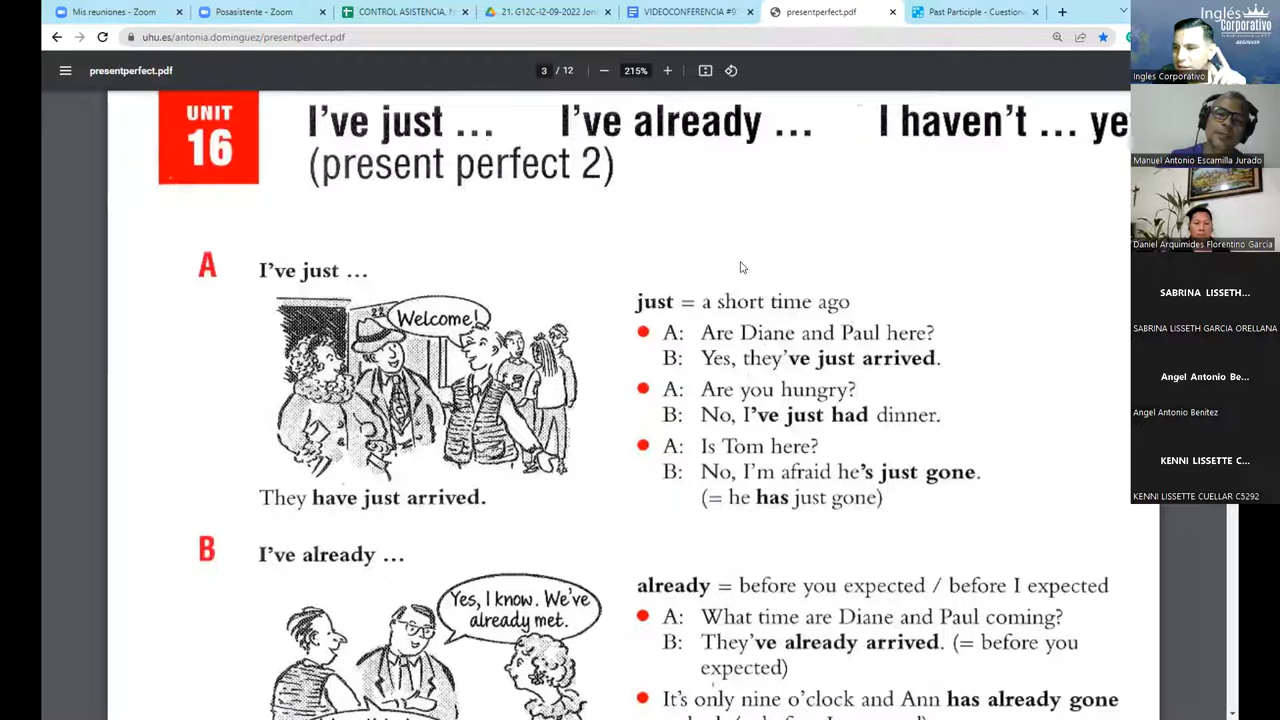 Mis reuniones - Zoom
Posasistente - Zoom
CONTROL ASISTENCIA,
21. G12C-I2-09-2022
VIDEOCONFERENCIA #9
presentperfect.pdf
Past Participle - Cuestiona
Inglés
Corporativo
BEGINNER
uhu.es/antonia.dominguez/presentperfect.pdf
Ingles Corporativo
presentperfect.pdf
3 / 12
215%
UNIT
16
I've just ... I've already ... I haven't ... ye
(present perfect 2)
Manuel Antonio Escamilla Jurado
Daniel Arquimides Florentino Garcia
SABRINA LISSETH...
SABRINA LISSETH GARCIA ORELLANA
Angel Antonio Be...
Angel Antonio Benitez
KENNI LISSETTE C...
KENNI LISSETTE CUELLAR C5292
A
I've just ...
22
Welcome!
They have just arrived.
just = a short time ago
A: Are Diane and Paul here?
B: Yes, they've just arrived.
A: Are you hungry?
B: No, I've just had dinner.
A: Is Tom here?
B: No, I'm afraid he's just gone.
(= he has just gone)
B
I've already ...
Yes, I know. We've
already met.
already = before you expected / before I expected
A: What time are Diane and Paul coming?
B: They've already arrived. (= before you
expected)
It's only nine o'clock and Ann has already gone